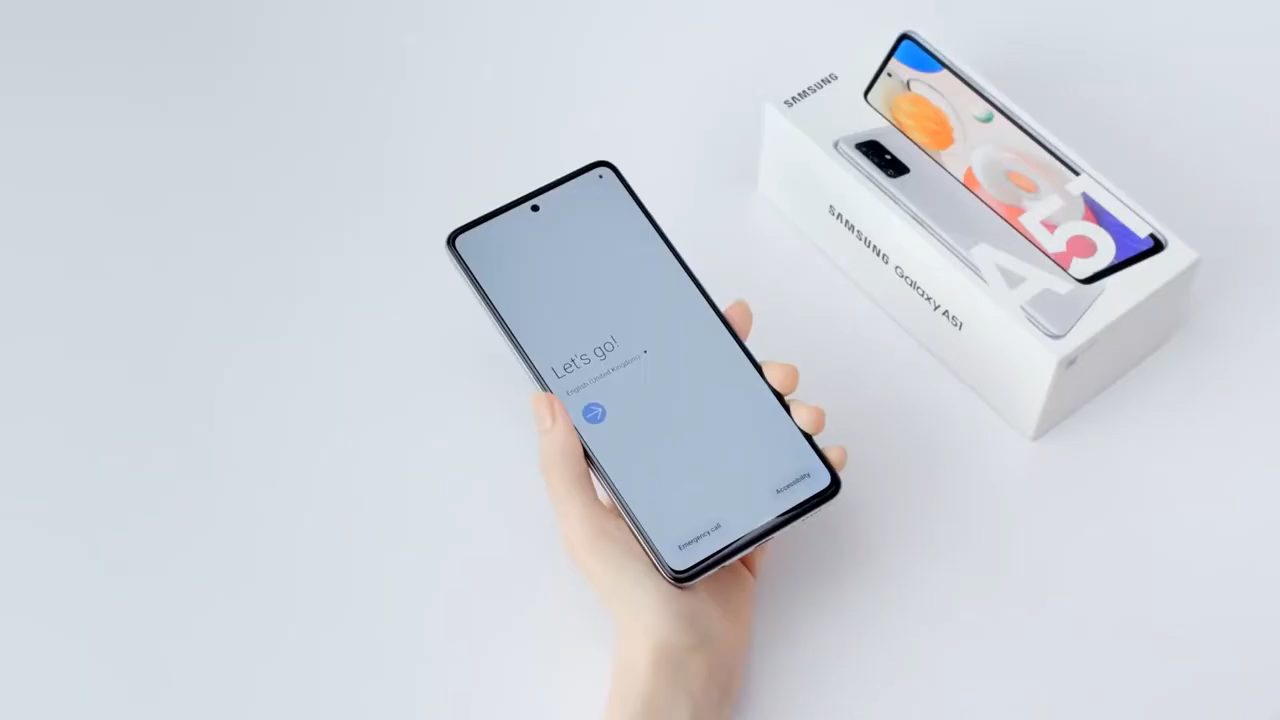 Let's go!
English (United Kingdom)
Emergency call
Accessibility
SAMSUNG
A51
SAMSUNG Galaxy A51